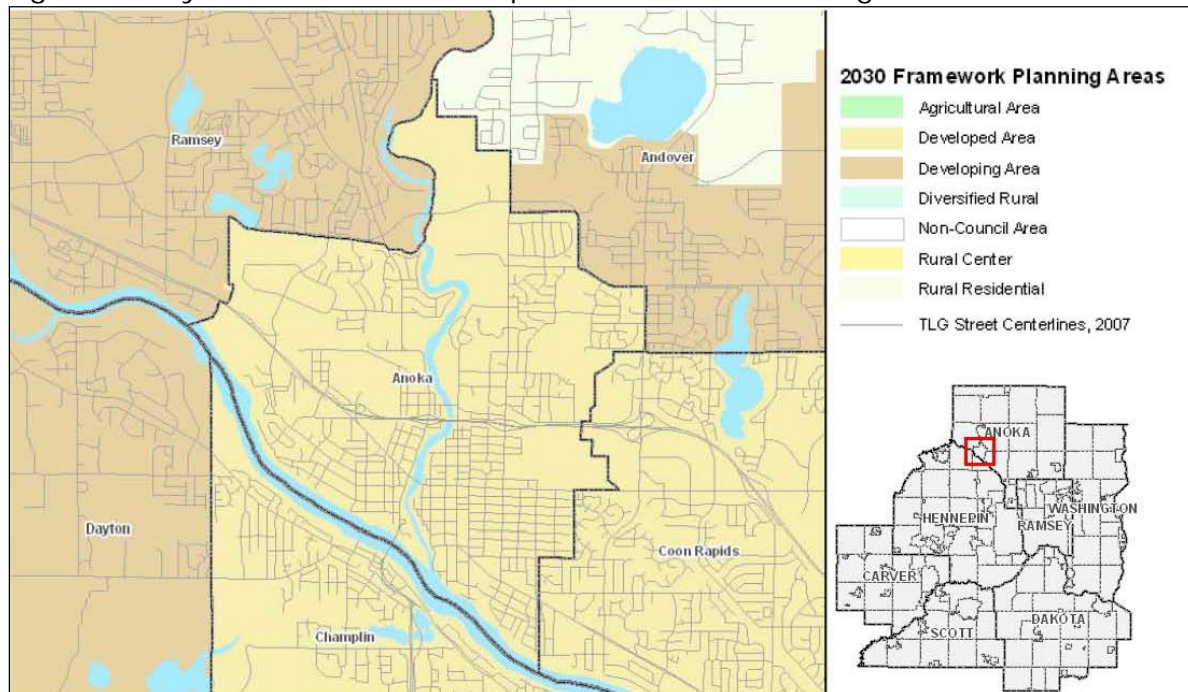 Ramsey
Andover
Anoka
Dayton
Coon Rapids
Champlin
2030 Framework Planning Areas
Agricultural Area
Developed Area
Developing Area
Diversified Rural
Non-Council Area
Rural Center
Rural Residential
TLG Street Centerlines, 2007
ANOKA
HENNEPIN
WASHINGTON
RAMSEY
CARVER
SCOTT
DAKOTA